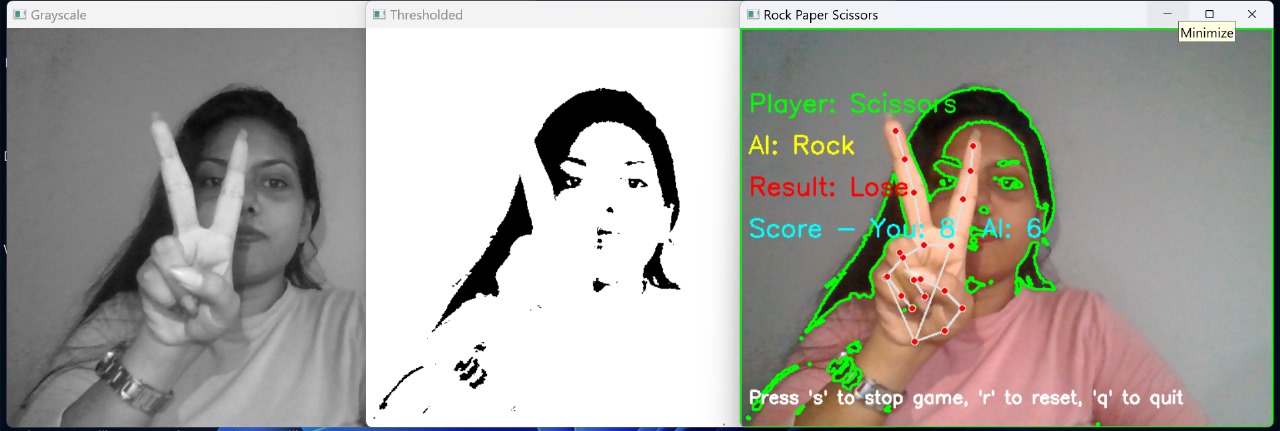 Grayscale
Thresholded
Rock Paper Scissors
Minimize
Player: Scissors
AI: Rock
Result: Lose
Score - You: 8 AI: 6
Press 's' to stop game, 'r' to reset, 'q' to quit